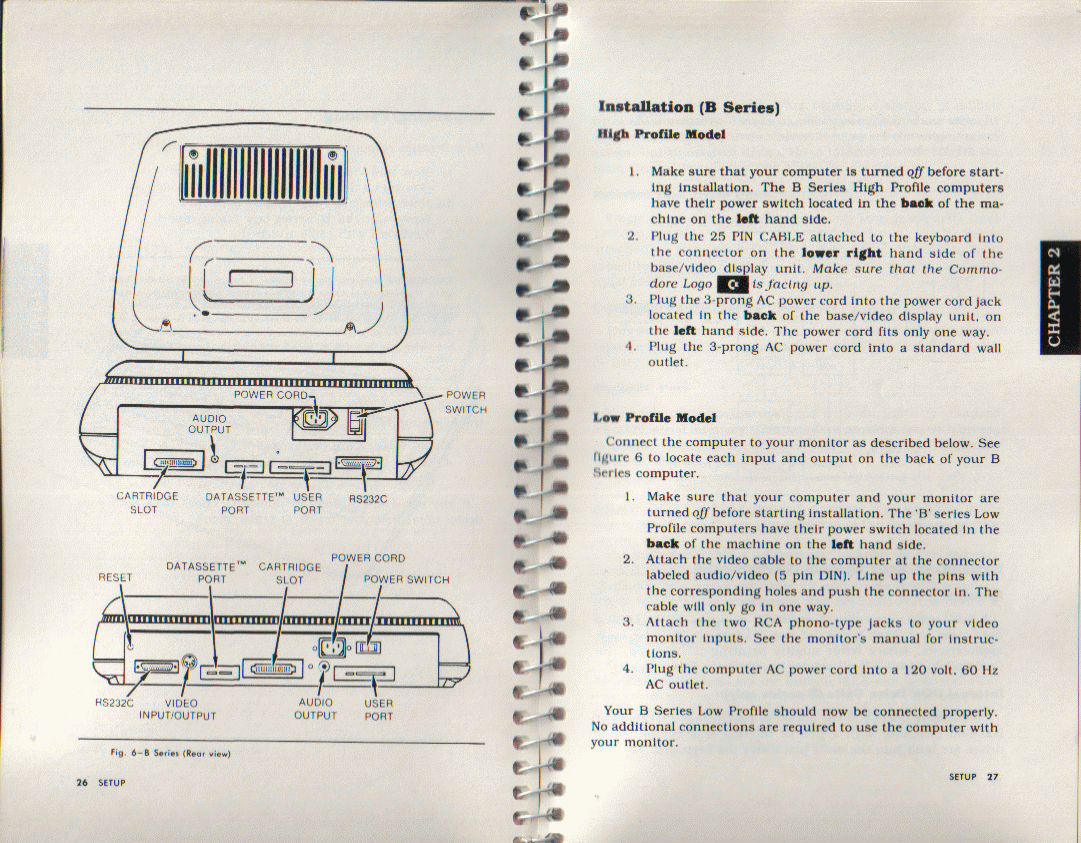 POWER CORD
POWER
SWITCH
AUDIO
OUTPUT
CARTRIDGE
SLOT
DATASSETTE™
PORT
USER
PORT
RS232C
RESET
DATASSETTE™
PORT
CARTRIDGE
SLOT
POWER CORD
POWER SWITCH
RS232C
VIDEO
INPUT/OUTPUT
AUDIO
OUTPUT
USER
PORT
Fig. 6–B Series (Rear view)
26 SETUP
Installation (B Series)
High Profile Model
1. Make sure that your computer is turned off before start-
ing installation. The B Series High Profile computers
have their power switch located in the back of the ma-
chine on the left hand side.
2. Plug the 25 PIN CABLE attached to the keyboard into
the connector on the lower right hand side of the
base/video display unit. Make sure that the Commo-
dore Logo is facing up.
3. Plug the 3-prong AC power cord into the power cord jack
located in the back of the base/video display unit, on
the left hand side. The power cord fits only one way.
4. Plug the 3-prong AC power cord into a standard wall
outlet.
CHAPTER 2
Low Profile Model
Connect the computer to your monitor as described below. See
figure 6 to locate each input and output on the back of your B
Series computer.
1. Make sure that your computer and your monitor are
turned off before starting installation. The 'B' series Low
Profile computers have their power switch located in the
back of the machine on the left hand side.
2. Attach the video cable to the computer at the connector
labeled audio/video (5 pin DIN). Line up the pins with
the corresponding holes and push the connector in. The
cable will only go in one way.
3. Attach the two RCA phono-type jacks to your video
monitor inputs. See the monitor's manual for instruc-
tions.
4. Plug the computer AC power cord into a 120 volt, 60 Hz
AC outlet.
Your B Series Low Profile should now be connected properly.
No additional connections are required to use the computer with
your monitor.
SETUP 27